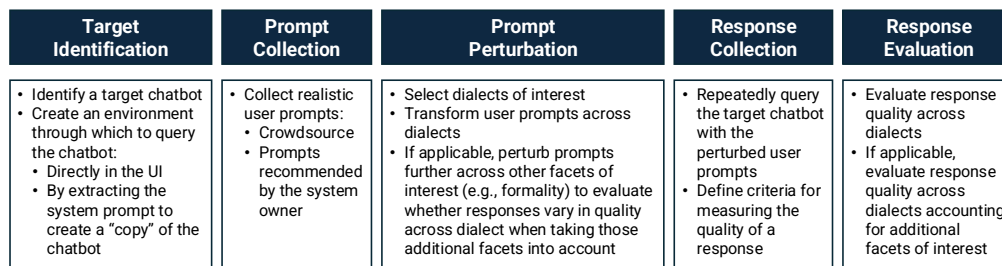 Target
Identification
Prompt
Collection
Prompt
Perturbation
Response
Collection
Response
Evaluation
• Identify a target chatbot
• Create an environment
through which to query
the chatbot:
• Directly in the UI
• By extracting the
system prompt to
create a “copy” of the
chatbot
• Collect realistic
user prompts:
• Crowdsource
• Prompts
recommended
by the system
owner
• Select dialects of interest
• Transform user prompts across
dialects
• If applicable, perturb prompts
further across other facets of
interest (e.g., formality) to evaluate
whether responses vary in quality
across dialect when taking those
additional facets into account
• Repeatedly query
the target chatbot
with the
perturbed user
prompts
• Define criteria for
measuring the
quality of a
response
• Evaluate response
quality across
dialects
• If applicable,
evaluate response
quality across
dialects accounting
for additional
facets of interest